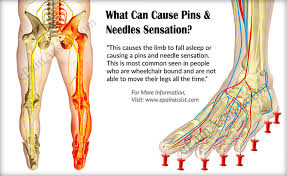 What Can Cause Pins &
Needles Sensation?
"This causes the limb to fall asleep or
causing a pins and needle sensation.
This is most common seen in people
who are wheelchair bound and are not
able to move their legs all the time."
For More Information,
Visit: www.epainassist.com